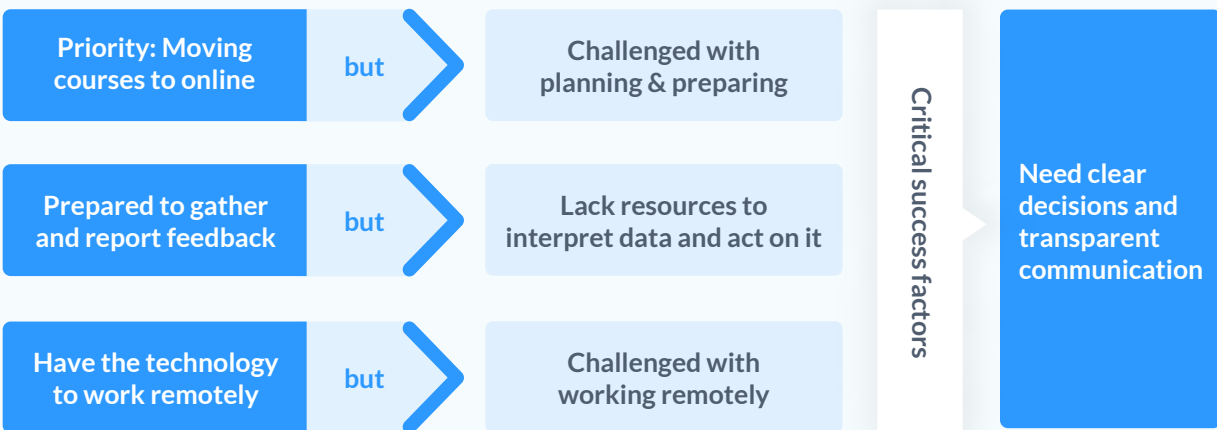 Priority: Moving
courses to online
but
Challenged with
planning & preparing
Prepared to gather
and report feedback
but
Lack resources to
interpret data and act on it
Have the technology
to work remotely
but
Challenged with
working remotely
Critical success factors
Need clear
decisions and
transparent
communication